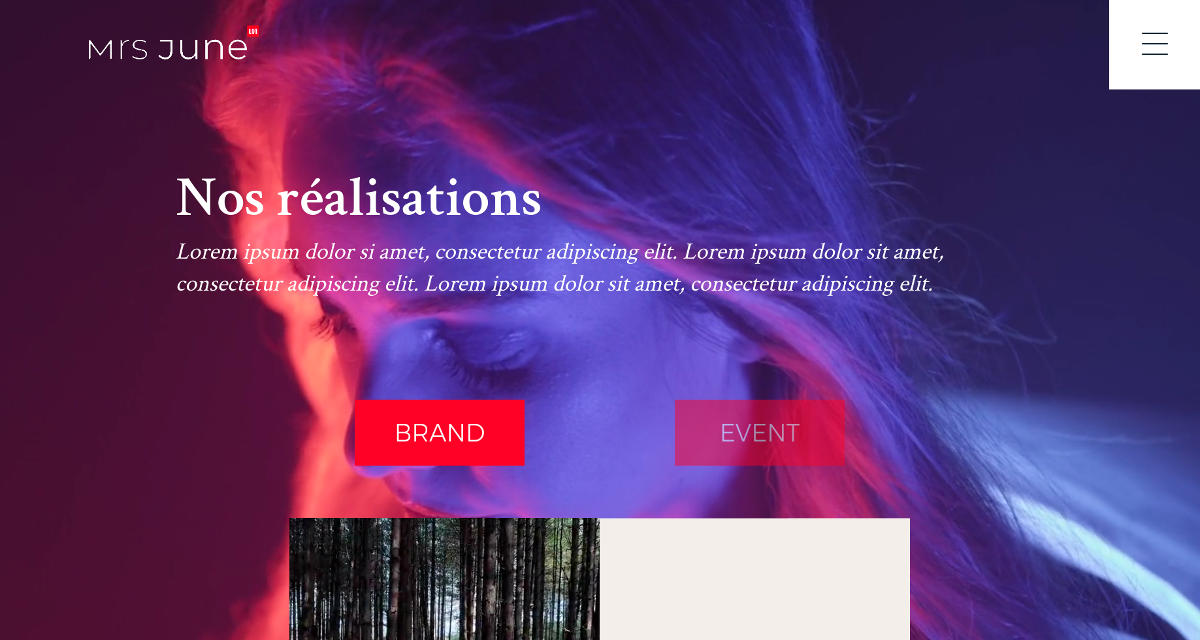 Mrs June
Nos réalisations
Lorem ipsum dolor si amet, consectetur adipiscing elit. Lorem ipsum dolor sit amet,
consectetur adipiscing elit. Lorem ipsum dolor sit amet, consectetur adipiscing elit.
BRAND
EVENT